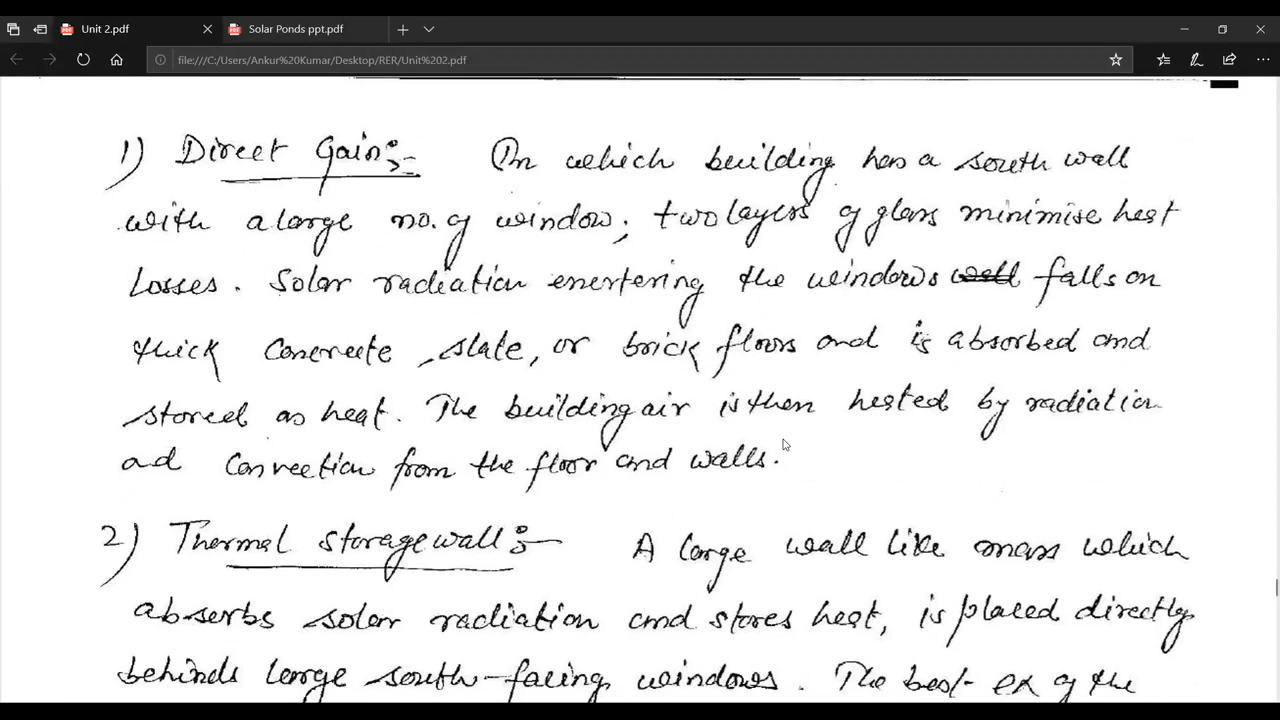 Unit 2.pdf
Solar Ponds ppt.pdf
file:///C:/Users/Ankur%20Kumar/Desktop/RER/Unit%202.pdf
1) Direct Gain:- In which building has a south wall
with a large no. of window; two layers of glass minimise heat
losses. Solar radiation enertering the windows falls on
thick concreete, slate, or brick floors and is absorbed and
stored as heat. The building air is then heated by radiation
ad Convection from the floor and walls.
2) Thermal storage wall:- A large wall like mass which
absorbs solar radiation and stores heat, is placed directly
behinds large south-facing windows. The best ex of the